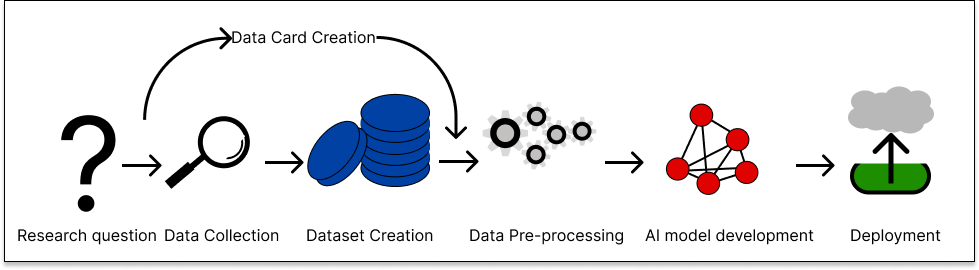 Data Card Creation
Research question
Data Collection
Dataset Creation
Data Pre-processing
AI model development
Deployment